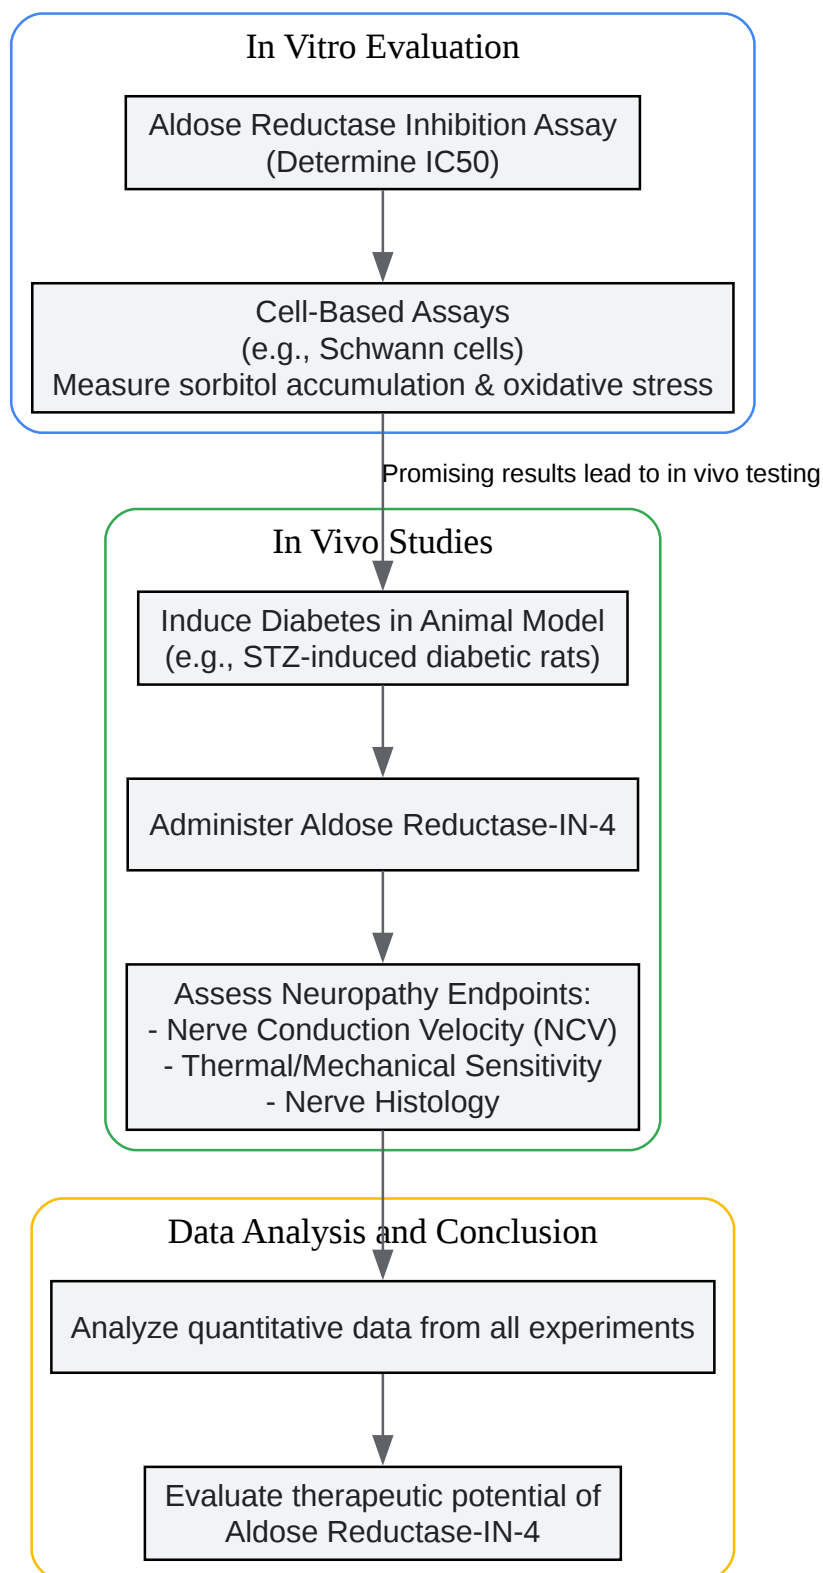 In Vitro Evaluation
Aldose Reductase Inhibition Assay
(Determine IC50)
Cell-Based Assays
(e.g., Schwann cells)
Measure sorbitol accumulation & oxidative stress
Promising results lead to in vivo testing
In Vivo Studies
Induce Diabetes in Animal Model
(e.g., STZ-induced diabetic rats)
Administer Aldose Reductase-IN-4
Assess Neuropathy Endpoints:
- Nerve Conduction Velocity (NCV)
- Thermal/Mechanical Sensitivity
- Nerve Histology
Data Analysis and Conclusion
Analyze quantitative data from all experiments
Evaluate therapeutic potential of
Aldose Reductase-IN-4